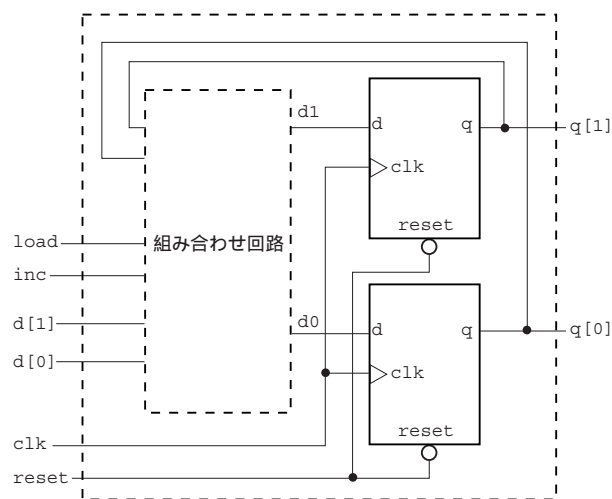 d1
d
q
q[1]
clk
load
組み合わせ回路
reset
inc
d[1]
d0
d
q
q[0]
d[0]
clk
reset
clk
reset